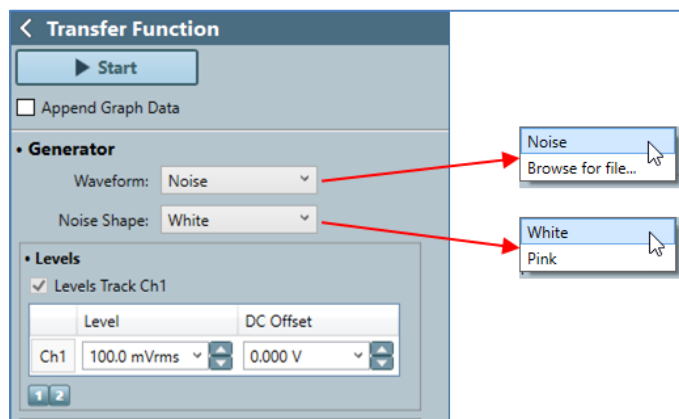 Transfer Function
Start
Append Graph Data
• Generator
Waveform: Noise
Noise Shape: White
• Levels
Levels Track Ch1
Level DC Offset
Ch1 100.0 mVrms 0.000 V
1 2
Noise
Browse for file...
White
Pink